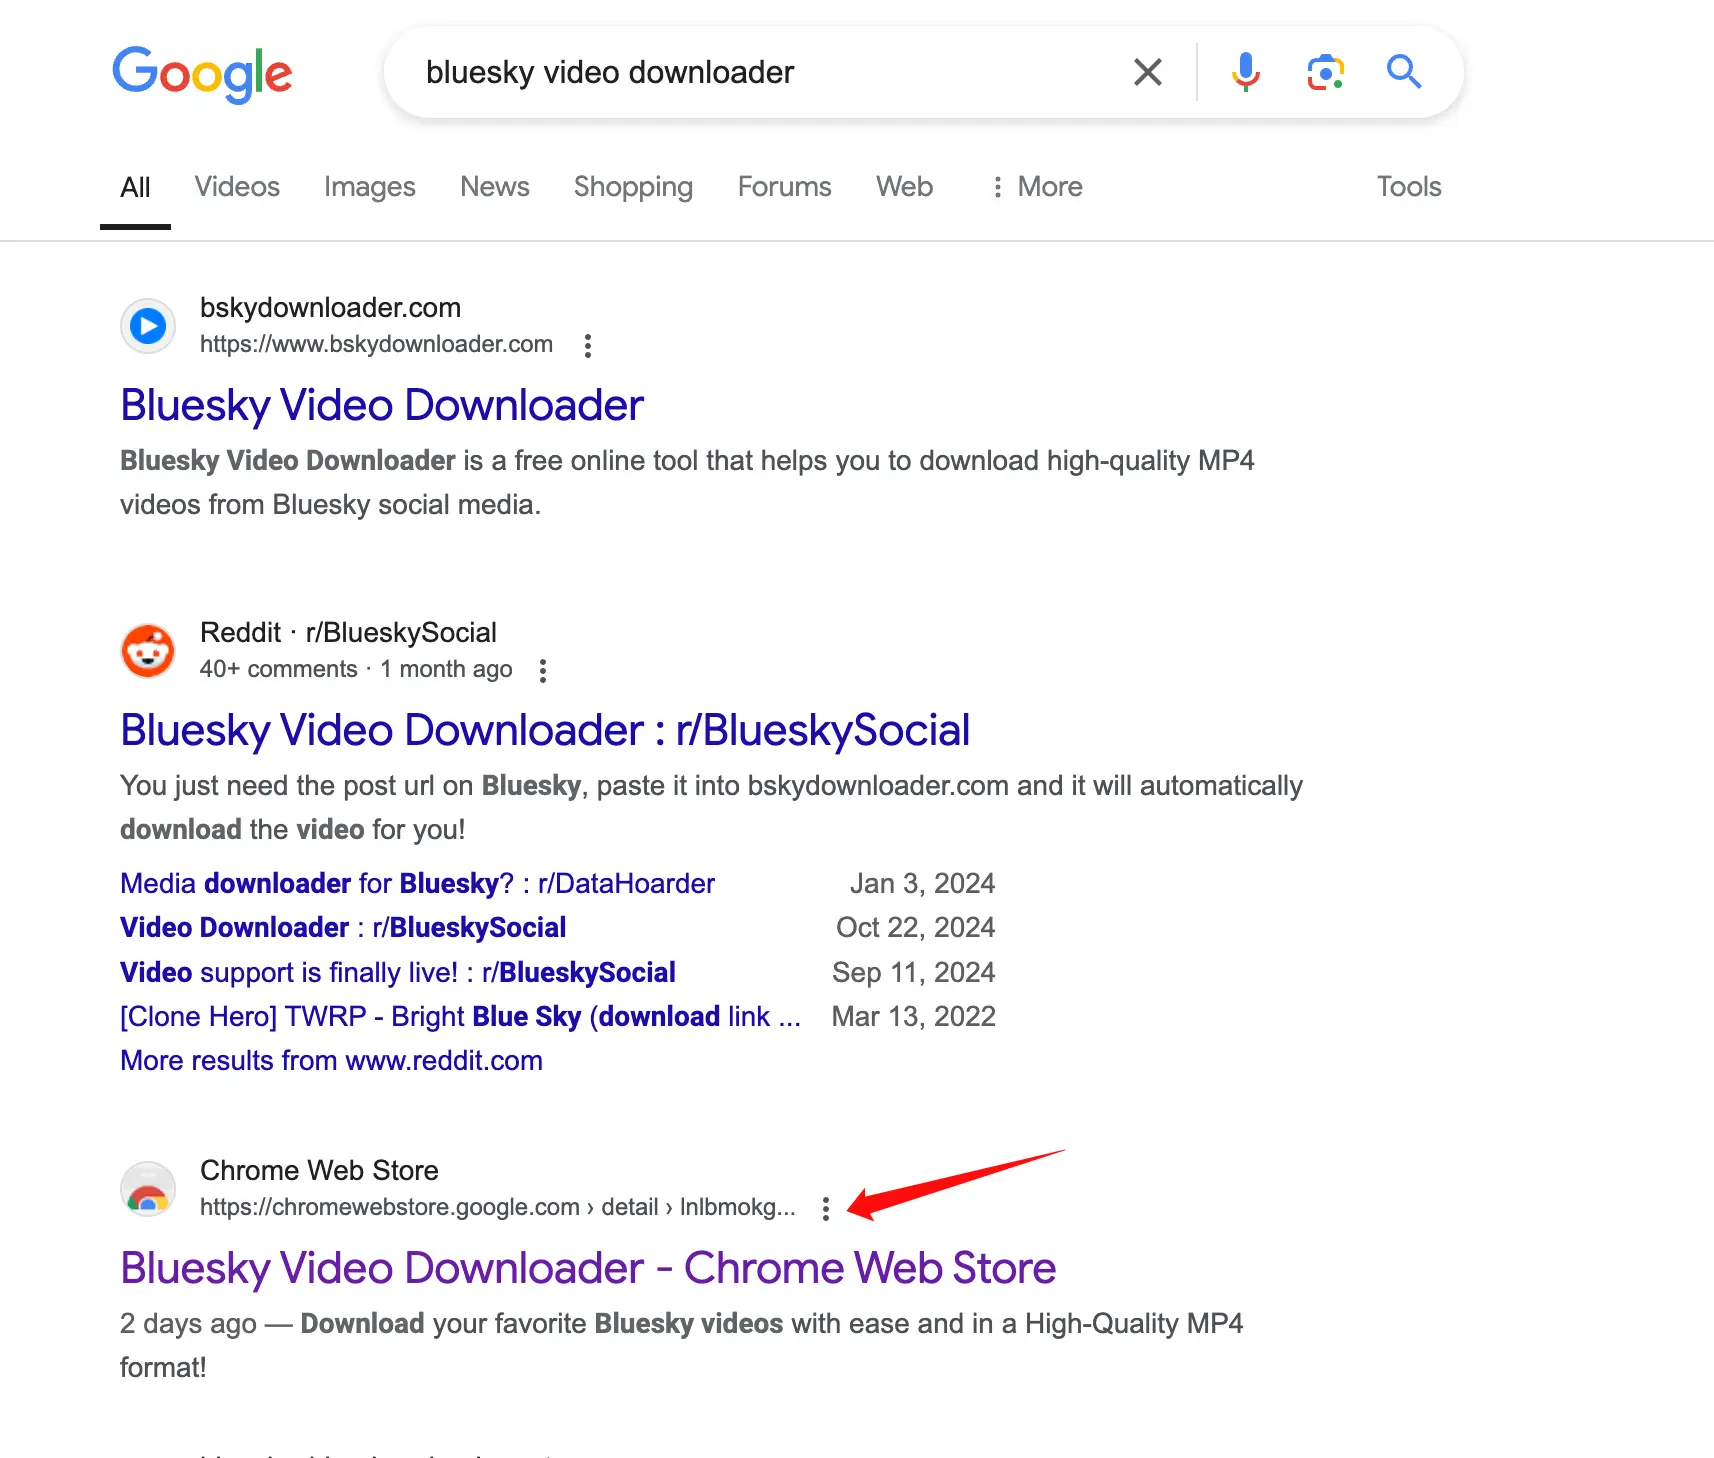 Google
bluesky video downloader
All Videos Images News Shopping Forums Web More Tools
bskydownloader.com
https://www.bskydownloader.com
Bluesky Video Downloader
Bluesky Video Downloader is a free online tool that helps you to download high-quality MP4
videos from Bluesky social media.
Reddit · r/BlueskySocial
40+ comments · 1 month ago
Bluesky Video Downloader : r/BlueskySocial
You just need the post url on Bluesky, paste it into bskydownloader.com and it will automatically
download the video for you!
Media downloader for Bluesky? : r/DataHoarder Jan 3, 2024
Video Downloader : r/BlueskySocial Oct 22, 2024
Video support is finally live! : r/BlueskySocial Sep 11, 2024
[Clone Hero] TWRP - Bright Blue Sky (download link ... Mar 13, 2022
More results from www.reddit.com
Chrome Web Store
https://chromewebstore.google.com › detail › lnlbmokg...
Bluesky Video Downloader - Chrome Web Store
2 days ago — Download your favorite Bluesky videos with ease and in a High-Quality MP4
format!